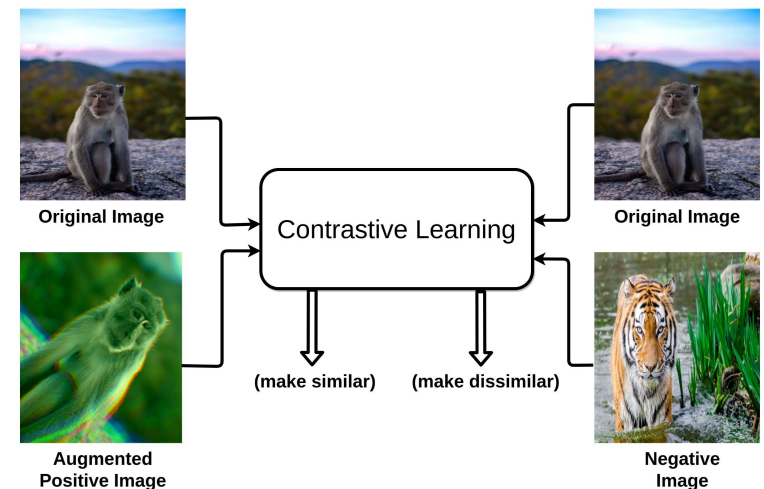 Original Image
Original Image
Contrastive Learning
(make similar)
(make dissimilar)
Augmented
Positive Image
Negative
Image